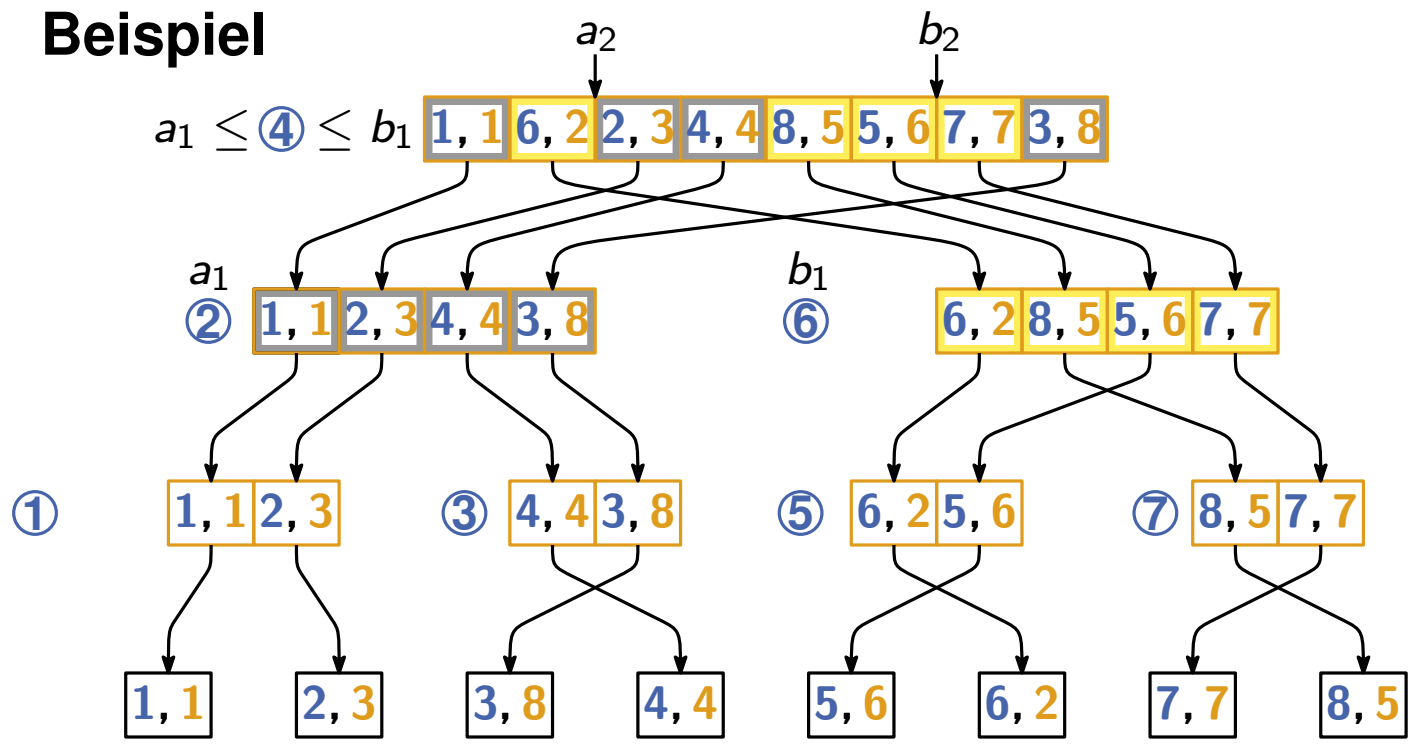 Beispiel
a₂ b₂
a₁ ≤ ④ ≤ b₁ 1, 1 6, 2 2, 3 4, 4 8, 5 5, 6 7, 7 3, 8
a₁ b₁
② 1, 1 2, 3 4, 4 3, 8 ⑥ 6, 2 8, 5 5, 6 7, 7
① 1, 1 2, 3 ③ 4, 4 3, 8 ⑤ 6, 2 5, 6 ⑦ 8, 5 7, 7
1, 1 2, 3 3, 8 4, 4 5, 6 6, 2 7, 7 8, 5